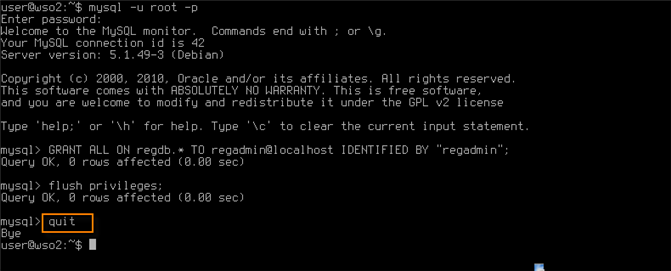 user@wso2:~$ mysql -u root -p
Enter password:
Welcome to the MySQL monitor.  Commands end with ; or \g.
Your MySQL connection id is 42
Server version: 5.1.49-3 (Debian)
Copyright (c) 2000, 2010, Oracle and/or its affiliates. All rights reserved.
This software comes with ABSOLUTELY NO WARRANTY. This is free software,
and you are welcome to modify and redistribute it under the GPL v2 license
Type 'help;' or '\h' for help. Type '\c' to clear the current input statement.
mysql> GRANT ALL ON regdb.* TO regadmin@localhost IDENTIFIED BY "regadmin";
Query OK, 0 rows affected (0.00 sec)
mysql> flush privileges;
Query OK, 0 rows affected (0.00 sec)
mysql> quit
Bye
user@wso2:~$